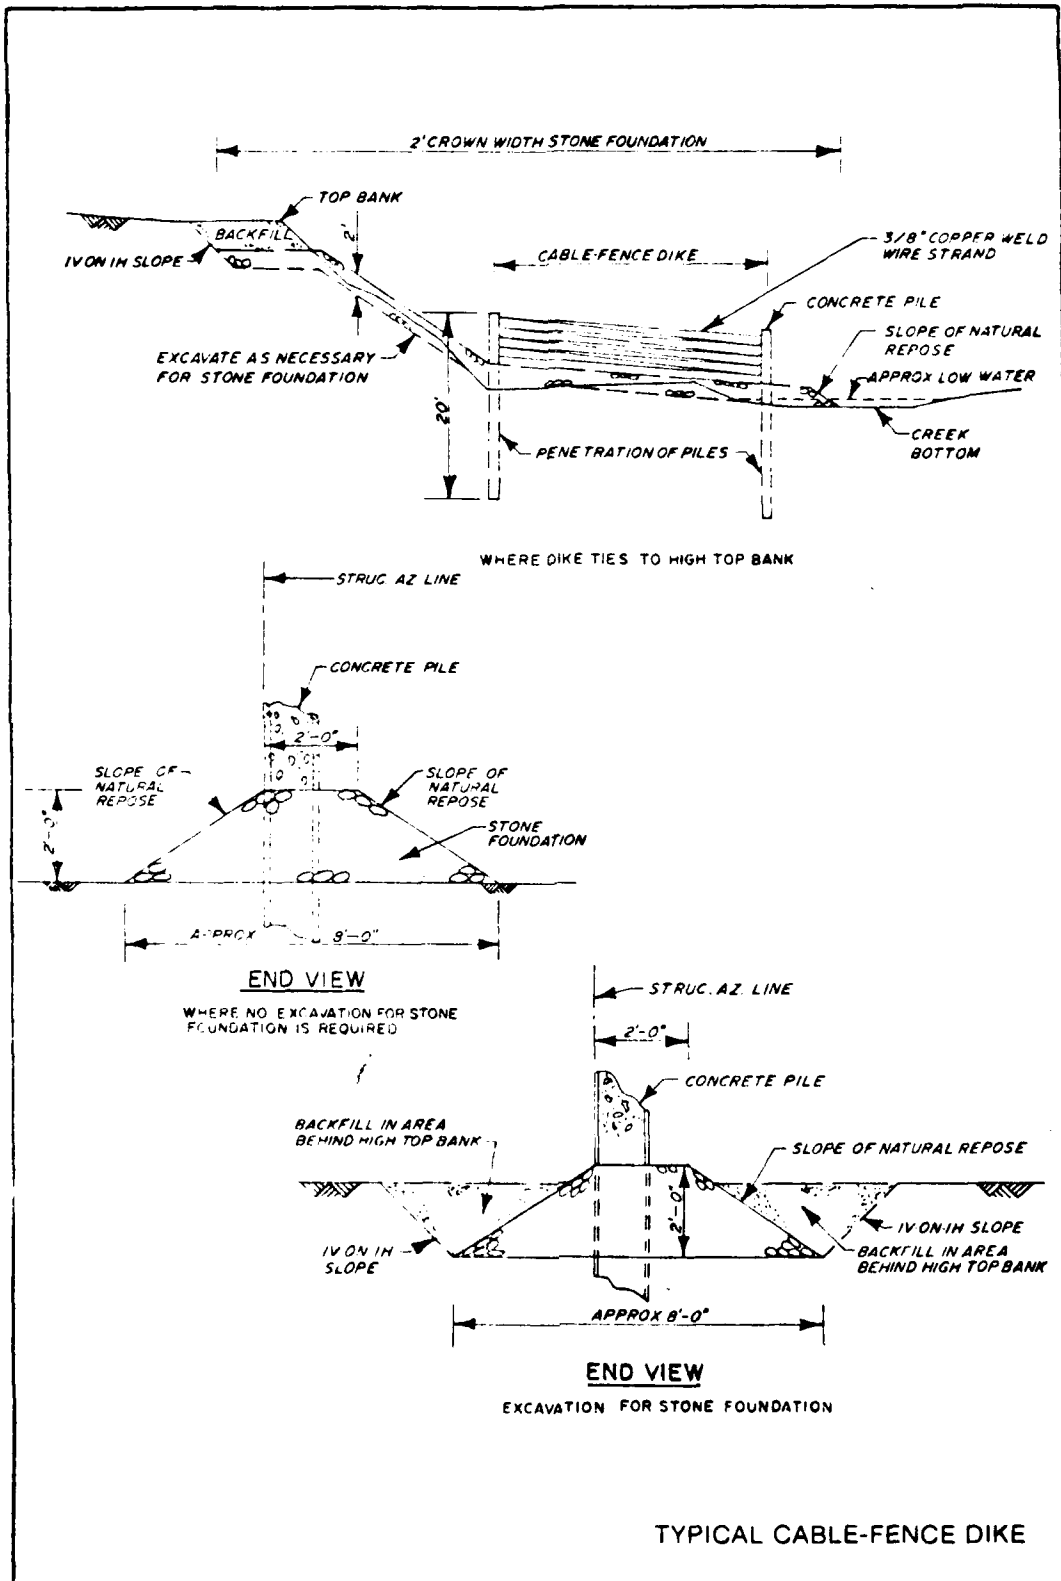 2' CROWN WIDTH STONE FOUNDATION
TOP BANK
BACKFILL
2'
1V ON 1H SLOPE
CABLE-FENCE DIKE
3/8" COPPER WELD
WIRE STRAND
CONCRETE PILE
SLOPE OF NATURAL
REPOSE
EXCAVATE AS NECESSARY
FOR STONE FOUNDATION
APPROX LOW WATER
20'
CREEK
BOTTOM
PENETRATION OF PILES
WHERE DIKE TIES TO HIGH TOP BANK
STRUC. AZ LINE
CONCRETE PILE
2'-0"
SLOPE OF
NATURAL
REPOSE
SLOPE OF
NATURAL
REPOSE
2'-0"
STONE
FOUNDATION
APPROX 8'-0"
END VIEW
WHERE NO EXCAVATION FOR STONE
FOUNDATION IS REQUIRED
STRUC. AZ. LINE
2'-0"
CONCRETE PILE
BACKFILL IN AREA
BEHIND HIGH TOP BANK
SLOPE OF NATURAL REPOSE
2'-0"
1V ON 1H
SLOPE
1V ON 1H SLOPE
BACKFILL IN AREA
BEHIND HIGH TOP BANK
APPROX 8'-0"
END VIEW
EXCAVATION FOR STONE FOUNDATION
TYPICAL CABLE-FENCE DIKE